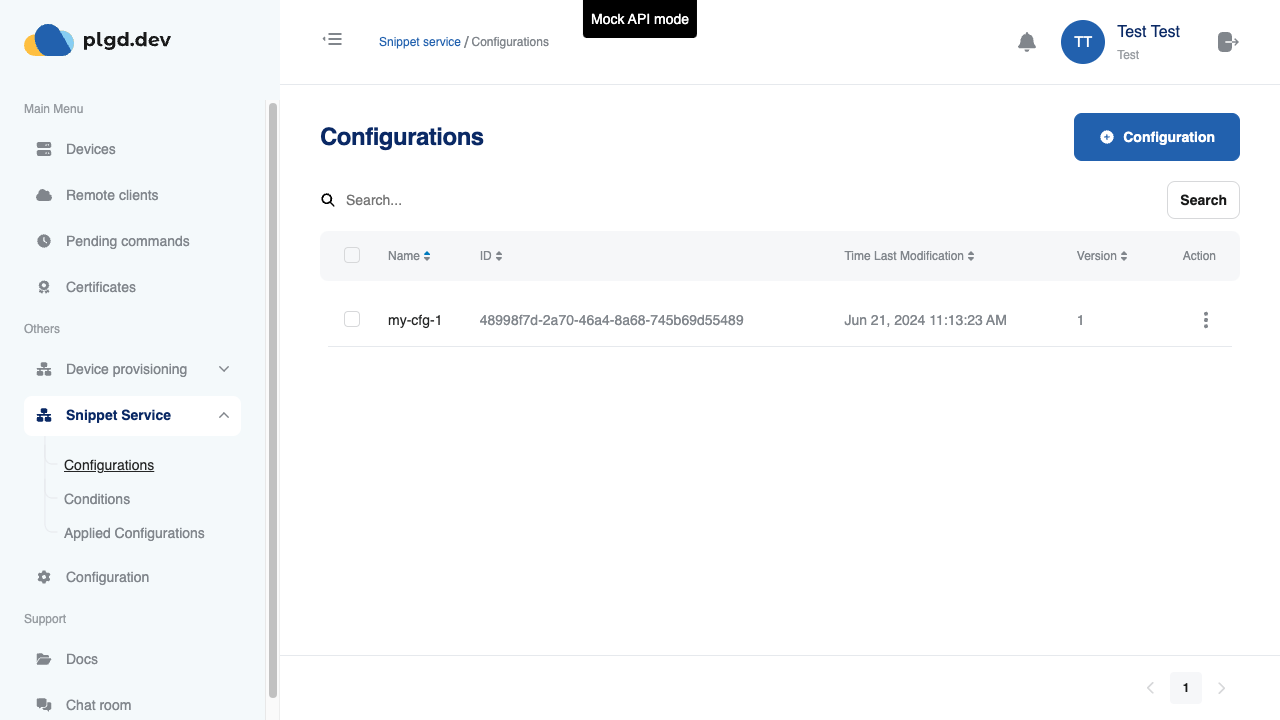 Mock API mode
plgd.dev
Snippet service / Configurations
TT
Test Test
Test
Main Menu
Devices
Remote clients
Pending commands
Certificates
Others
Device provisioning
Snippet Service
Configurations
Conditions
Applied Configurations
Configuration
Support
Docs
Chat room
Configurations
Configuration
Search...
Search
Name ID Time Last Modification Version Action
my-cfg-1 48998f7d-2a70-46a4-8a68-745b69d55489 Jun 21, 2024 11:13:23 AM 1
1